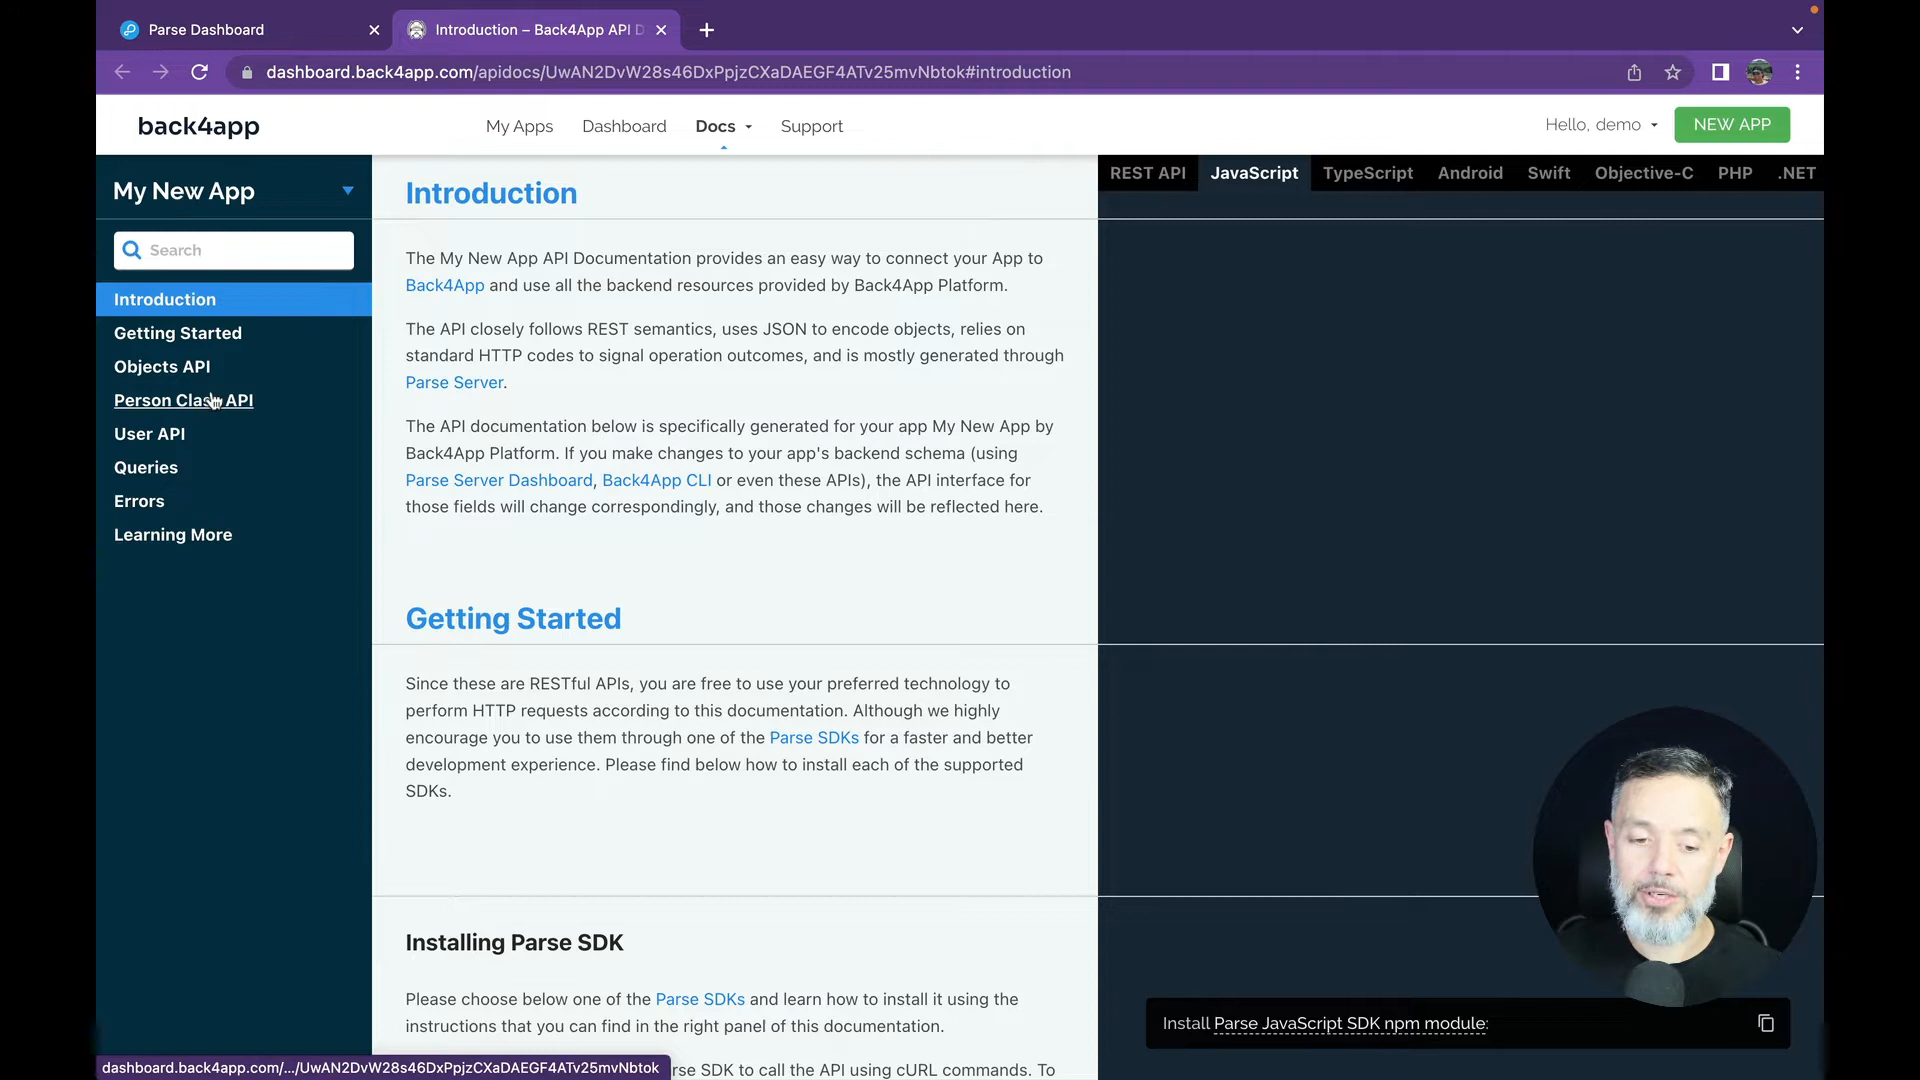 Parse Dashboard
Introduction – Back4App API D
dashboard.back4app.com/apidocs/UwAN2DvW28s46DxPpjzCXaDAEGF4ATv25mvNbtok#introduction
back4app
My Apps
Dashboard
Docs
Support
Hello, demo
NEW APP
My New App
Search
Introduction
Getting Started
Objects API
Person Class API
User API
Queries
Errors
Learning More
Introduction
The My New App API Documentation provides an easy way to connect your App to
Back4App and use all the backend resources provided by Back4App Platform.
The API closely follows REST semantics, uses JSON to encode objects, relies on
standard HTTP codes to signal operation outcomes, and is mostly generated through
Parse Server.
The API documentation below is specifically generated for your app My New App by
Back4App Platform. If you make changes to your app's backend schema (using
Parse Server Dashboard, Back4App CLI or even these APIs), the API interface for
those fields will change correspondingly, and those changes will be reflected here.
Getting Started
Since these are RESTful APIs, you are free to use your preferred technology to
perform HTTP requests according to this documentation. Although we highly
encourage you to use them through one of the Parse SDKs for a faster and better
development experience. Please find below how to install each of the supported
SDKs.
Installing Parse SDK
Please choose below one of the Parse SDKs and learn how to install it using the
instructions that you can find in the right panel of this documentation.
rse SDK to call the API using cURL commands. To
REST API
JavaScript
TypeScript
Android
Swift
Objective-C
PHP
.NET
Install Parse JavaScript SDK npm module:
dashboard.back4app.com/.../UwAN2DvW28s46DxPpjzCXaDAEGF4ATv25mvNbtok